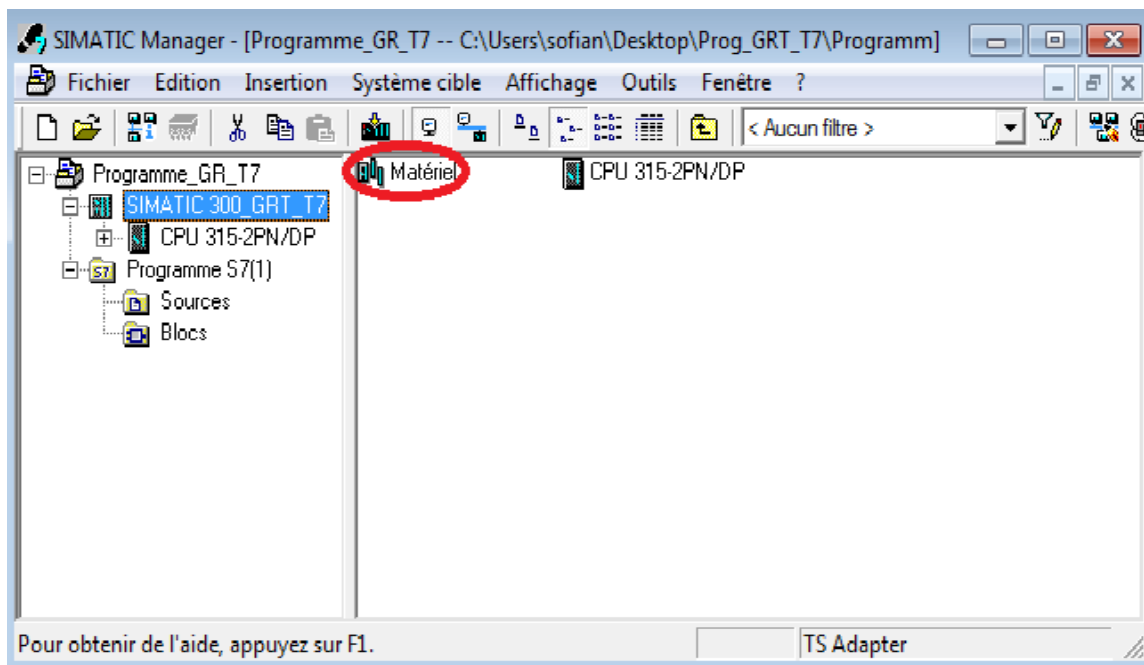 SIMATIC Manager - [Programme_GR_T7 -- C:\Users\sofian\Desktop\Prog_GRT_T7\Programm]
Fichier Edition Insertion Système cible Affichage Outils Fenêtre ?
< Aucun filtre >
Programme_GR_T7
SIMATIC 300_GRT_T7
CPU 315-2PN/DP
Programme S7(1)
Sources
Blocs
Matériel
CPU 315-2PN/DP
Pour obtenir de l'aide, appuyez sur F1.
TS Adapter